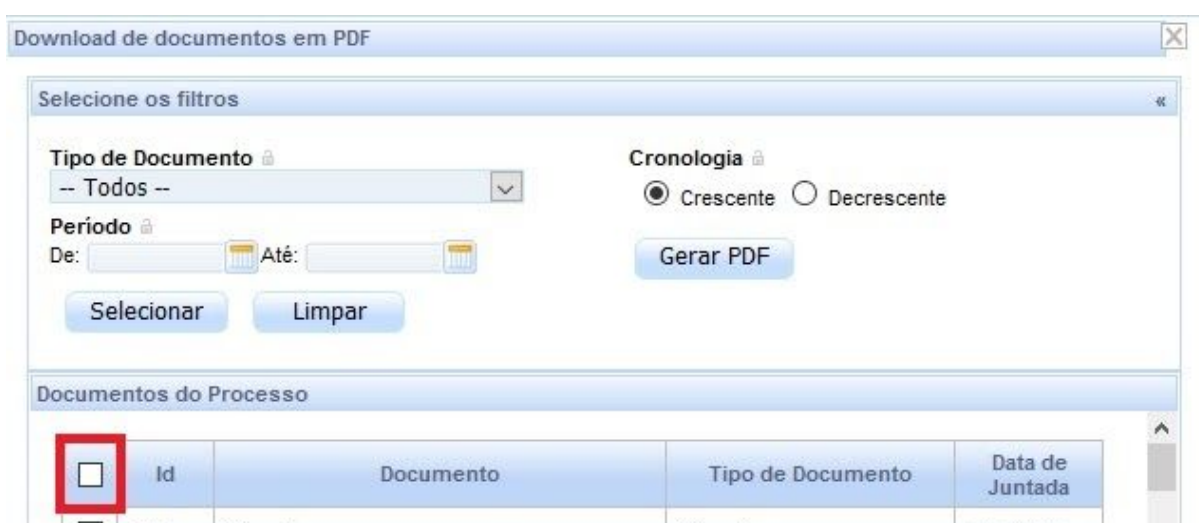 Download de documentos em PDF
Selecione os filtros
Tipo de Documento
-- Todos --
Período
De: Até:
Selecionar Limpar
Cronologia
Crescente Decrescente
Gerar PDF
Documentos do Processo
Id Documento Tipo de Documento Data de
Juntada